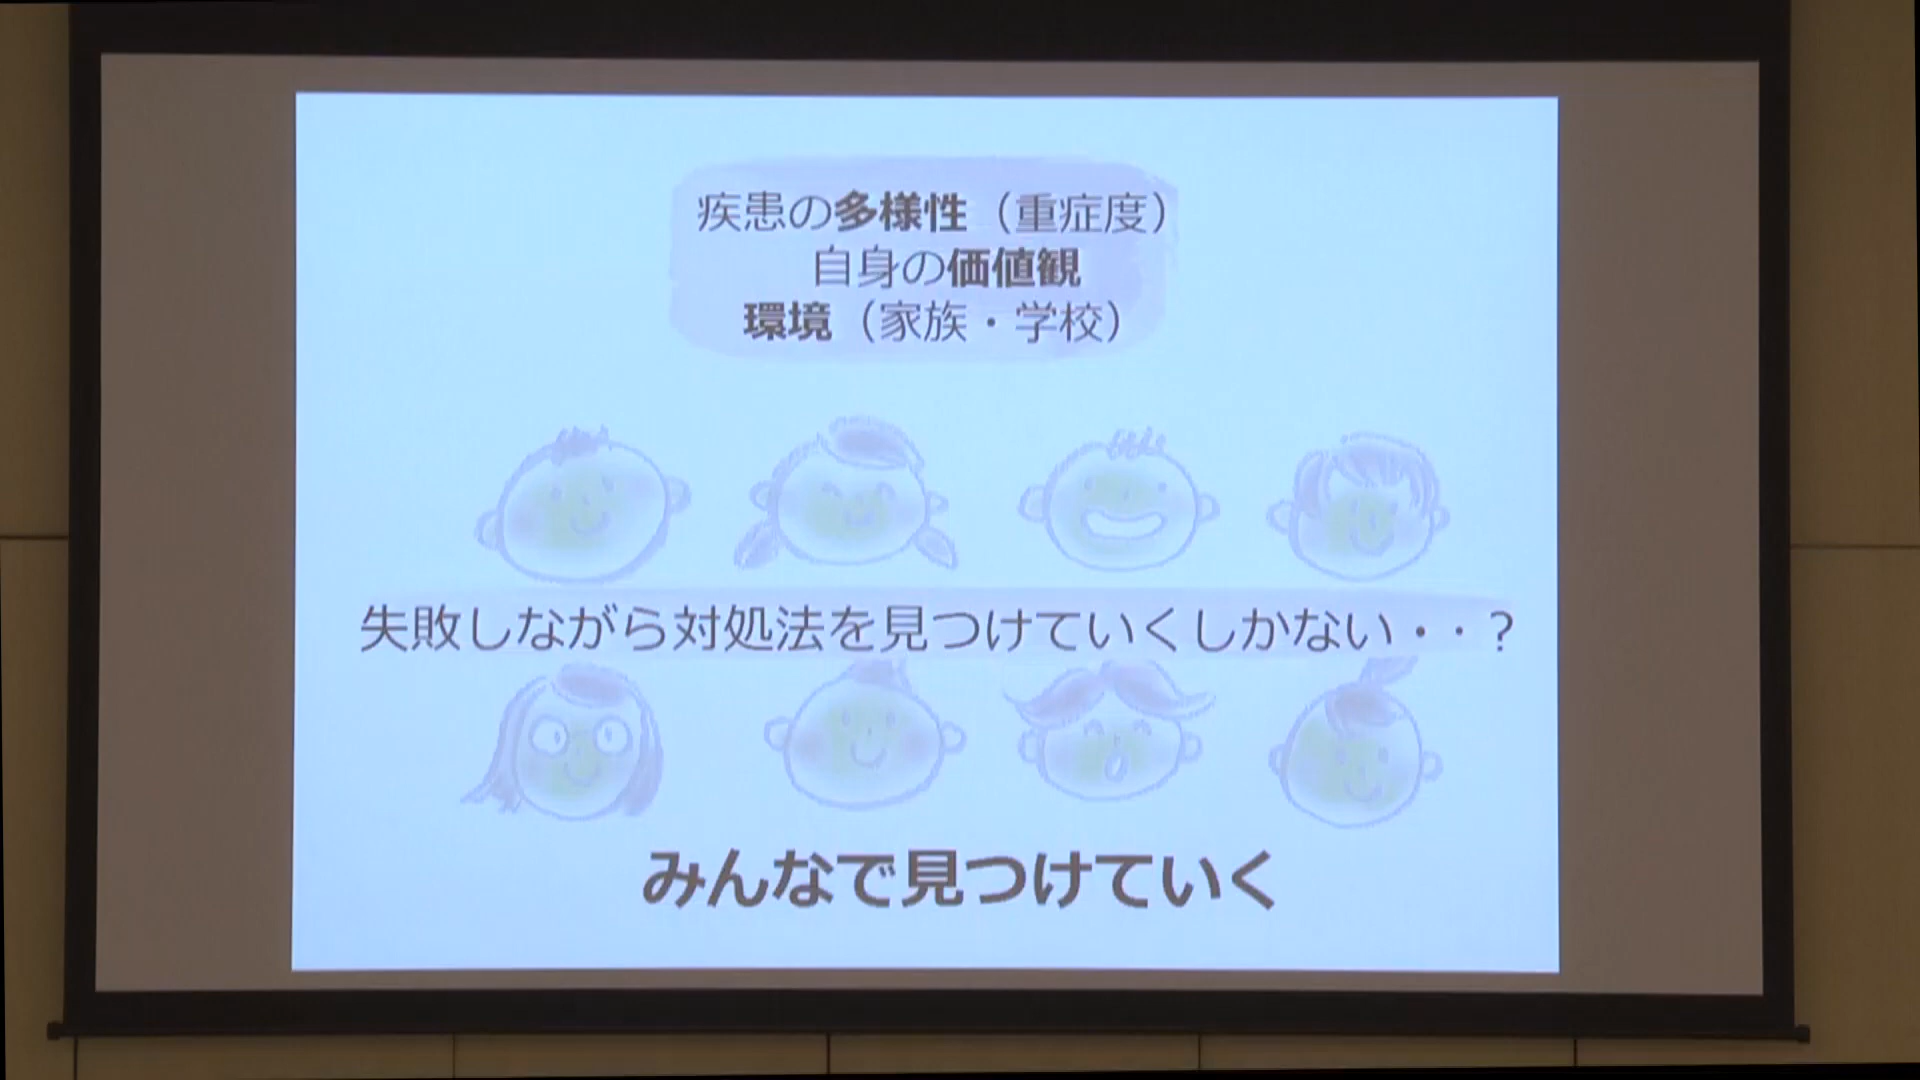 疾患の多様性（重症度）
自身の価値観
環境（家族・学校）
失敗しながら対処法を見つけていくしかない・・？
みんなで見つけていく